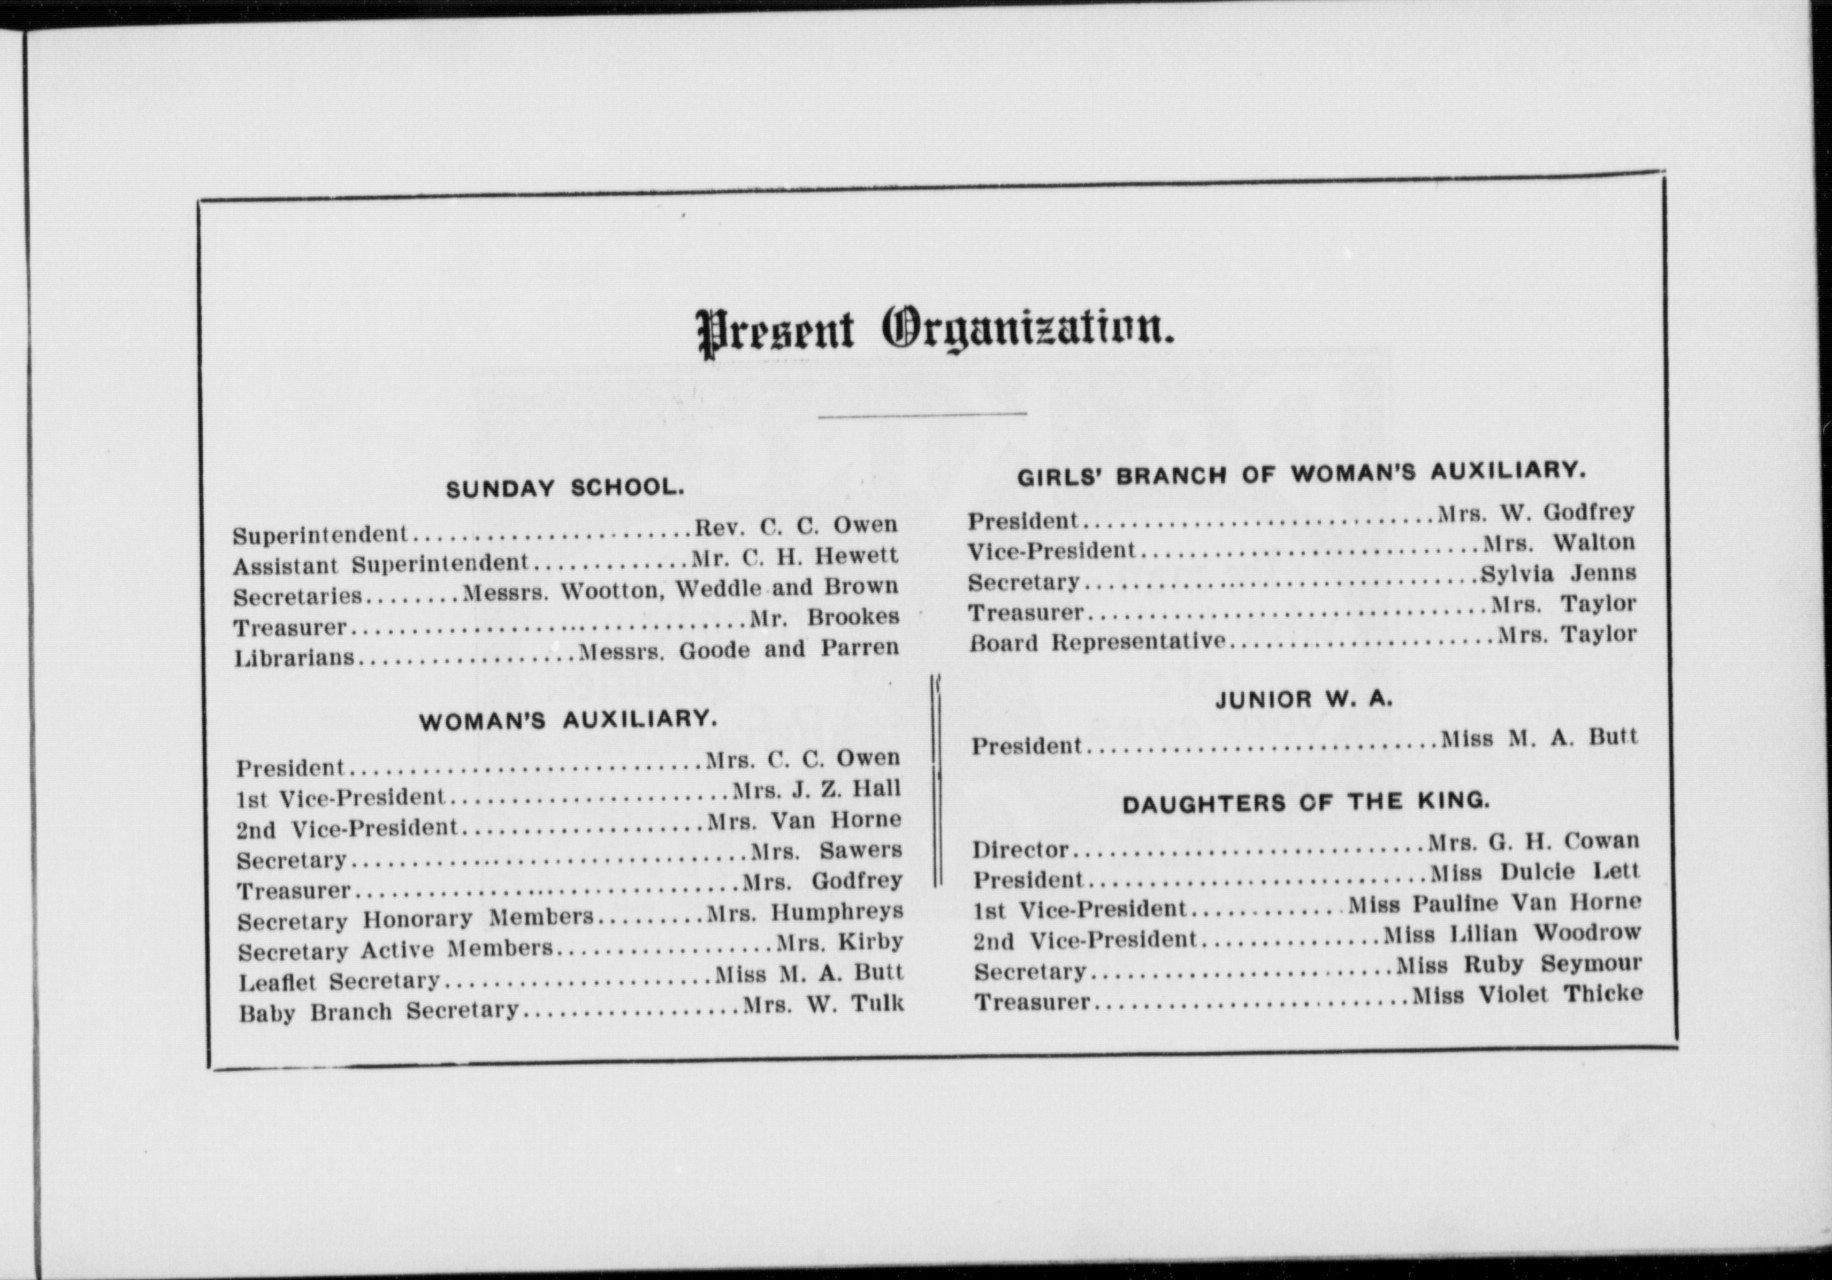 Present Organization.
SUNDAY SCHOOL.
Superintendent.......................Rev. C. C. Owen
Assistant Superintendent.............Mr. C. H. Hewett
Secretaries........Messrs. Wootton, Weddle and Brown
Treasurer.................................Mr. Brookes
Librarians..................Messrs. Goode and Parren
WOMAN'S AUXILIARY.
President.............................Mrs. C. C. Owen
1st Vice-President.......................Mrs. J. Z. Hall
2nd Vice-President....................Mrs. Van Horne
Secretary.................................Mrs. Sawers
Treasurer................................Mrs. Godfrey
Secretary Honorary Members.........Mrs. Humphreys
Secretary Active Members..................Mrs. Kirby
Leaflet Secretary......................Miss M. A. Butt
Baby Branch Secretary..................Mrs. W. Tulk
GIRLS' BRANCH OF WOMAN'S AUXILIARY.
President.............................Mrs. W. Godfrey
Vice-President............................Mrs. Walton
Secretary.................................Sylvia Jenns
Treasurer.................................Mrs. Taylor
Board Representative......................Mrs. Taylor
JUNIOR W. A.
President.............................Miss M. A. Butt
DAUGHTERS OF THE KING.
Director.............................Mrs. G. H. Cowan
President............................Miss Dulcie Lett
1st Vice-President.............Miss Pauline Van Horne
2nd Vice-President...............Miss Lilian Woodrow
Secretary.........................Miss Ruby Seymour
Treasurer..........................Miss Violet Thicke